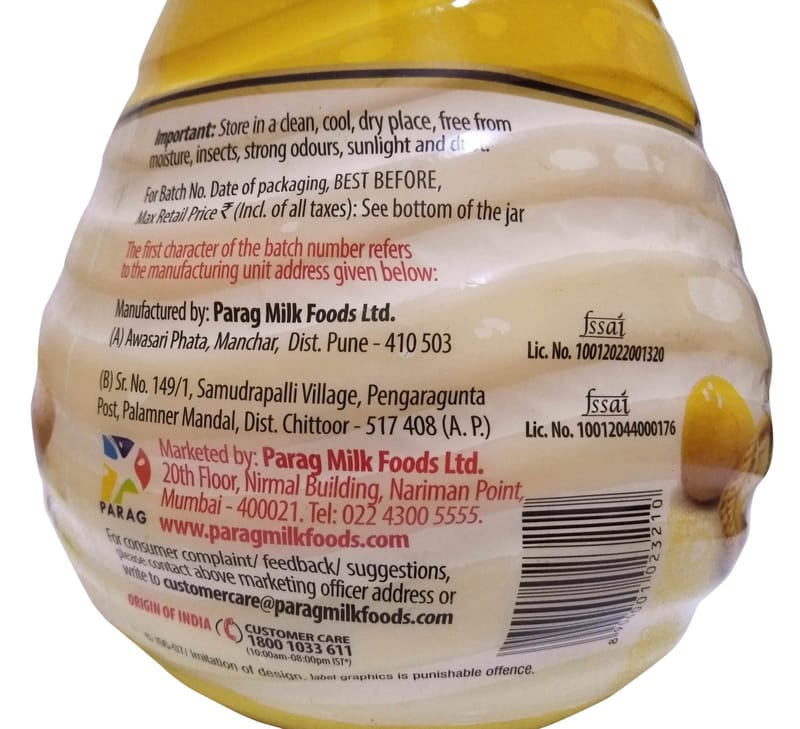 Important: Store in a clean, cool, dry place, free from
moisture, insects, strong odours, sunlight and
For Batch No. Date of packaging, BEST BEFORE,
Max Retail Price ₹ (Incl. of all taxes): See bottom of the jar
The first character of the batch number refers
to the manufacturing unit address given below:
Manufactured by: Parag Milk Foods Ltd.
(A) Awasari Phata, Manchar, Dist. Pune - 410 503
fssai
Lic. No. 10012022001320
(B) Sr. No. 149/1, Samudrapalli Village, Pengaragunta
Post, Palamner Mandal, Dist. Chittoor - 517 408 (A. P.)
fssai
Lic. No. 10012044000176
PARAG
Marketed by: Parag Milk Foods Ltd.
20th Floor, Nirmal Building, Nariman Point,
Mumbai - 400021. Tel: 022 4300 5555.
www.paragmilkfoods.com
For consumer complaint/ feedback/ suggestions,
please contact above marketing officer address or
write to customercare@paragmilkfoods.com
ORIGIN OF INDIA
CUSTOMER CARE
1800 1033 611
(10:00am-08:00pm IST*)
Imitation of design, label graphics is punishable offence.